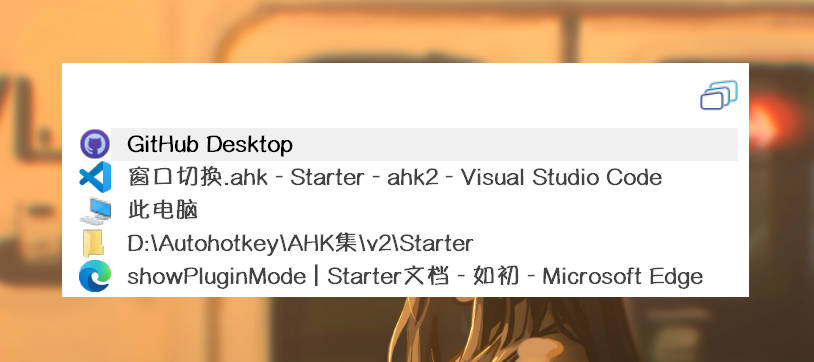 GitHub Desktop
窗口切换.ahk - Starter - ahk2 - Visual Studio Code
此电脑
D:\Autohotkey\AHK集\v2\Starter
showPluginMode | Starter文档 - 如初 - Microsoft Edge